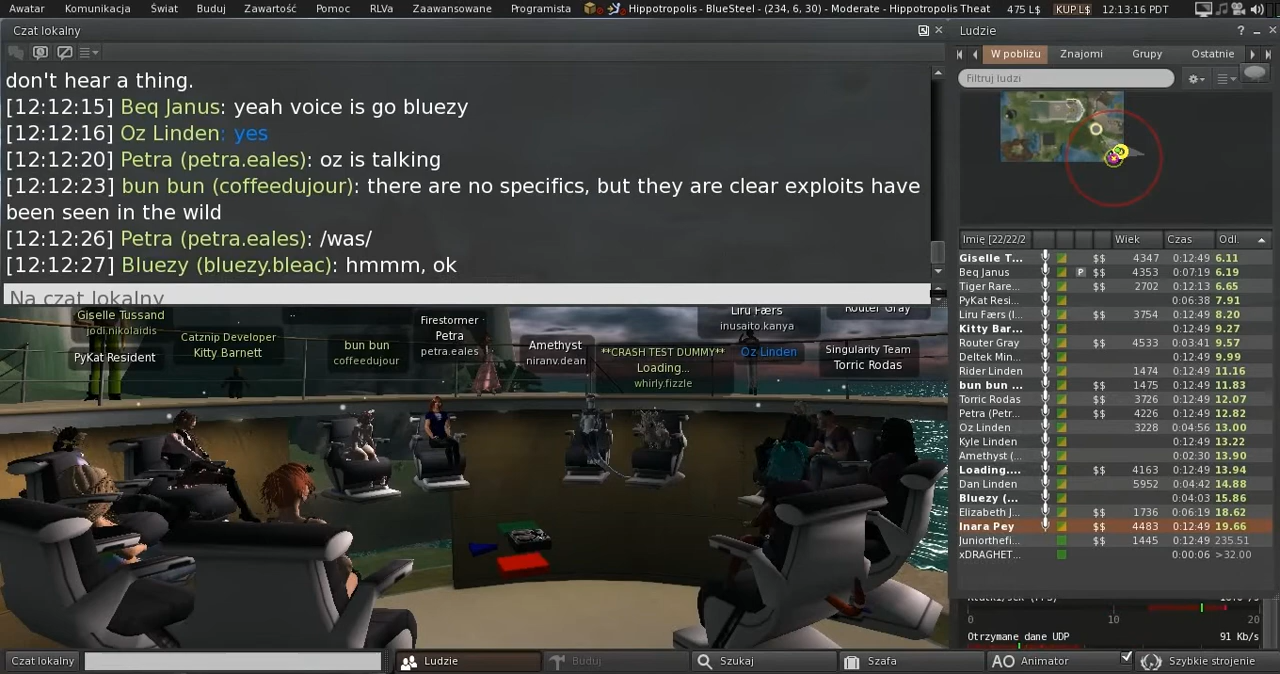 Awatar Komunikacja Świat Buduj Zawartość Pomoc RLVa Zaawansowane Programista Hippotropolis - BlueSteel - (234, 6, 30) - Moderate - Hippotropolis Theat 475 L$ KUP L$ 12:13:16 PDT
Czat lokalny
don't hear a thing.
[12:12:15] Beq Janus: yeah voice is go bluezy
[12:12:16] Oz Linden: yes
[12:12:20] Petra (petra.eales): oz is talking
[12:12:23] bun bun (coffeedujour): there are no specifics, but they are clear exploits have
been seen in the wild
[12:12:26] Petra (petra.eales): /was/
[12:12:27] Bluezy (bluezy.bleac): hmmm, ok
Na czat lokalny
Giselle Tussand
jodi.nikolaidis
PyKat Resident
Catznip Developer
Kitty Barnett
bun bun
coffeedujour
Firestormer
Petra
petra.eales
Amethyst
niranv.dean
**CRASH TEST DUMMY**
Loading...
whirly.fizzle
Liru Færs
inusaito.kanya
Oz Linden
Router Gray
Singularity Team
Torric Rodas
Ludzie
W pobliżu Znajomi Grupy Ostatnie
Filtruj ludzi
Imię [22/22/2 Wiek Czas Odl.
Giselle T... $$ 4347 0:12:49 6.11
Beq Janus P $$ 4353 0:07:19 6.19
Tiger Rare... $$ 2702 0:12:13 6.65
PyKat Resi... 0:06:38 7.91
Liru Færs (I... $$ 3754 0:12:49 8.20
Kitty Bar... 0:12:49 9.27
Router Gray $$ 4533 0:03:41 9.57
Deltek Min... 0:12:49 9.99
Rider Linden 1474 0:12:49 11.16
bun bun ... $$ 1475 0:12:49 11.83
Torric Rodas $$ 3726 0:12:49 12.07
Petra (Petr... $$ 4226 0:12:49 12.82
Oz Linden 3228 0:04:56 13.00
Kyle Linden 0:12:49 13.22
Amethyst (... 0:02:30 13.90
Loading.... $$ 4163 0:12:49 13.94
Dan Linden 5952 0:04:42 14.88
Bluezy (... 0:04:03 15.86
Elizabeth J... $$ 1736 0:06:19 18.62
Inara Pey $$ 4483 0:12:49 19.66
Juniorthefi... $$ 1445 0:12:49 235.51
xDRAGHET... 0:00:06 >32.00
0 10 20
Otrzymane dane UDP 91 Kb/s
Czat lokalny Ludzie Buduj Szukaj Szafa AO Animator Szybkie strojenie